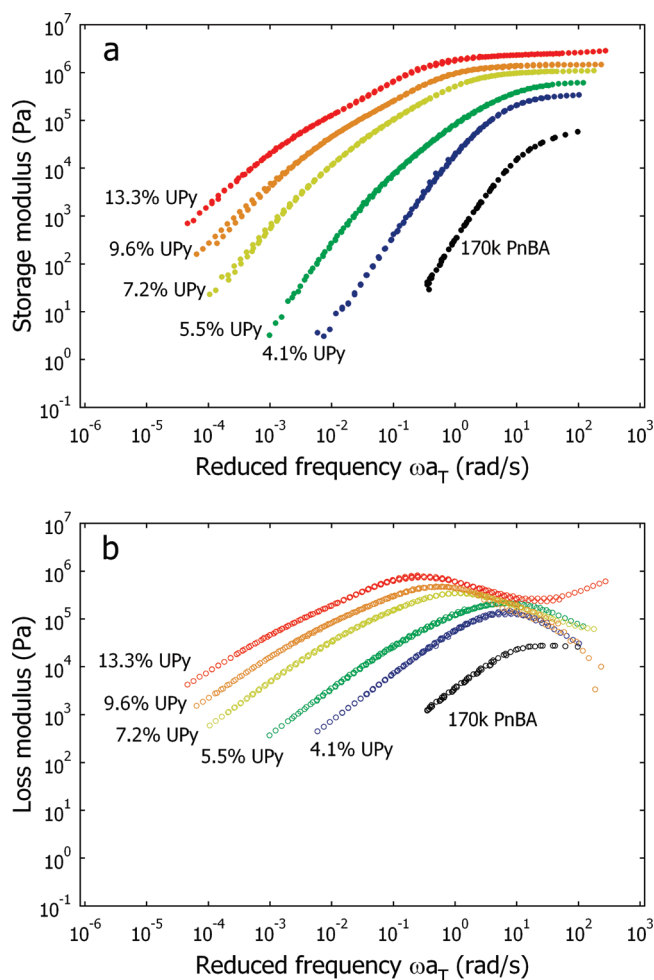 a
Storage modulus (Pa)
10^7
10^6
10^5
10^4
10^3
10^2
10^1
10^0
10^-1
13.3% UPy
9.6% UPy
7.2% UPy
5.5% UPy
4.1% UPy
170k PnBA
10^-6 10^-5 10^-4 10^-3 10^-2 10^-1 10^0 10^1 10^2 10^3
Reduced frequency ωa_T (rad/s)
b
Loss modulus (Pa)
10^7
10^6
10^5
10^4
10^3
10^2
10^1
10^0
10^-1
13.3% UPy
9.6% UPy
7.2% UPy
5.5% UPy
4.1% UPy
170k PnBA
10^-6 10^-5 10^-4 10^-3 10^-2 10^-1 10^0 10^1 10^2 10^3
Reduced frequency ωa_T (rad/s)